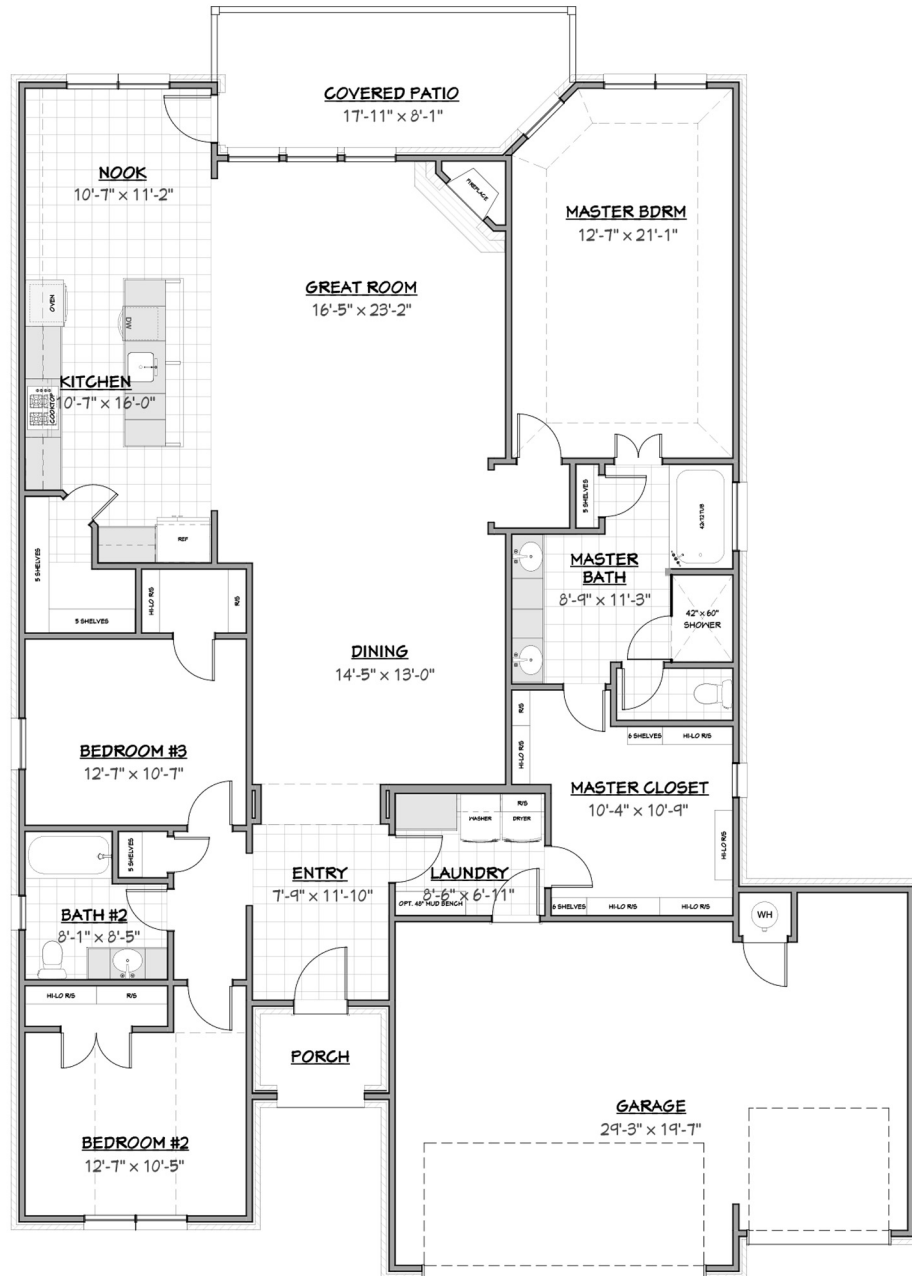 COVERED PATIO
17'-11" x 8'-1"
NOOK
10'-7" x 11'-2"
FIREPLACE
MASTER BDRM
12'-7" x 21'-1"
GREAT ROOM
16'-5" x 23'-2"
OVEN
DW
KITCHEN
10'-7" x 16'-0"
COOKTOP
5 SHELVES
5 SHELVES
REF
HI-LO R/S
R/S
5 SHELVES
42/72 TUB
MASTER
BATH
8'-9" x 11'-3"
42" x 60"
SHOWER
DINING
14'-5" x 13'-0"
BEDROOM #3
12'-7" x 10'-7"
R/S
HI-LO R/S
6 SHELVES
HI-LO R/S
MASTER CLOSET
10'-4" x 10'-9"
HI-LO R/S
6 SHELVES
HI-LO R/S
HI-LO R/S
WASHER
R/S
DRYER
LAUNDRY
8'-6" x 6'-11"
OPT. 48" MUD BENCH
ENTRY
7'-9" x 11'-10"
5 SHELVES
BATH #2
8'-1" x 8'-5"
WH
HI-LO R/S
R/S
PORCH
BEDROOM #2
12'-7" x 10'-5"
GARAGE
29'-3" x 19'-7"